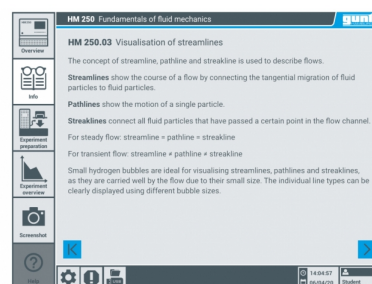 HM 250 Fundamentals of fluid mechanics
gunt
HM 250.03 Visualisation of streamlines
The concept of streamline, pathline and streakline is used to describe flows.
Streamlines show the course of a flow by connecting the tangential migration of fluid
particles to fluid particles.
Pathlines show the motion of a single particle.
Streaklines connect all fluid particles that have passed a certain point in the flow channel.
For steady flow: streamline = pathline = streakline
For transient flow: streamline ≠ pathline ≠ streakline
Small hydrogen bubbles are ideal for visualising streamlines, pathlines and streaklines,
as they are carried well by the flow due to their small size. The individual line types can be
clearly displayed using different bubble sizes.
Overview
Info
Experiment
preparation
Experiment
overview
Screenshot
Help
14:04:57
Student